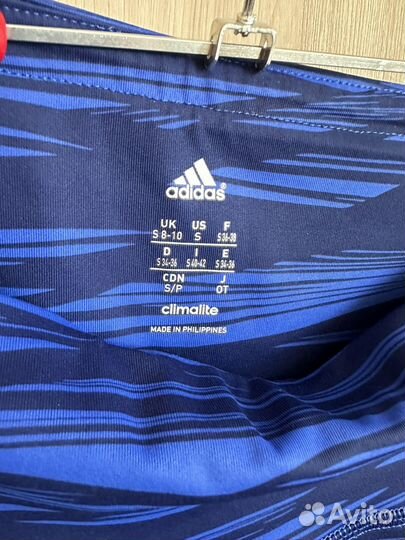 adidas®
UK US F
S 8-10 S S 36-38
D I E
S 34-36 S 40-42 S 34-36
CDN J
S/P OT
climalite
MADE IN PHILIPPINES
Avito